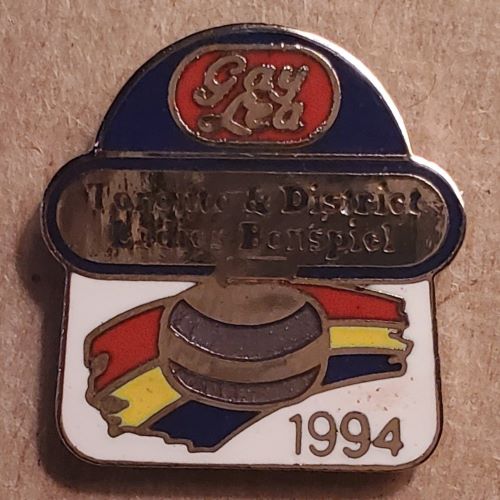 Gay
Lea
Toronto & District
Ladies Bonspiel
1994